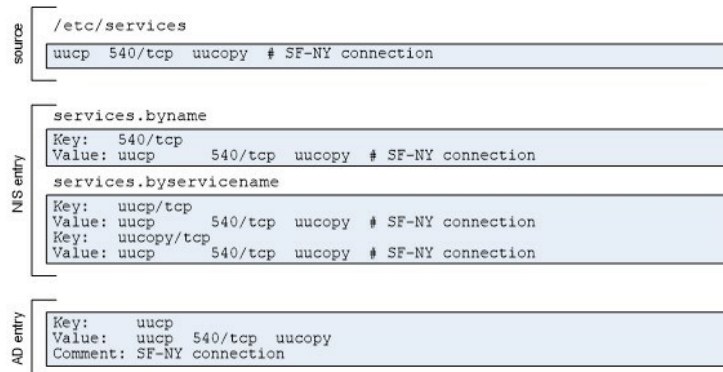 source
/etc/services
uucp 540/tcp uucopy # SF-NY connection
NIS entry
services.byname
Key: 540/tcp
Value: uucp 540/tcp uucopy # SF-NY connection
services.byservicename
Key: uucp/tcp
Value: uucp 540/tcp uucopy # SF-NY connection
Key: uucopy/tcp
Value: uucp 540/tcp uucopy # SF-NY connection
AD entry
Key: uucp
Value: uucp 540/tcp uucopy
Comment: SF-NY connection